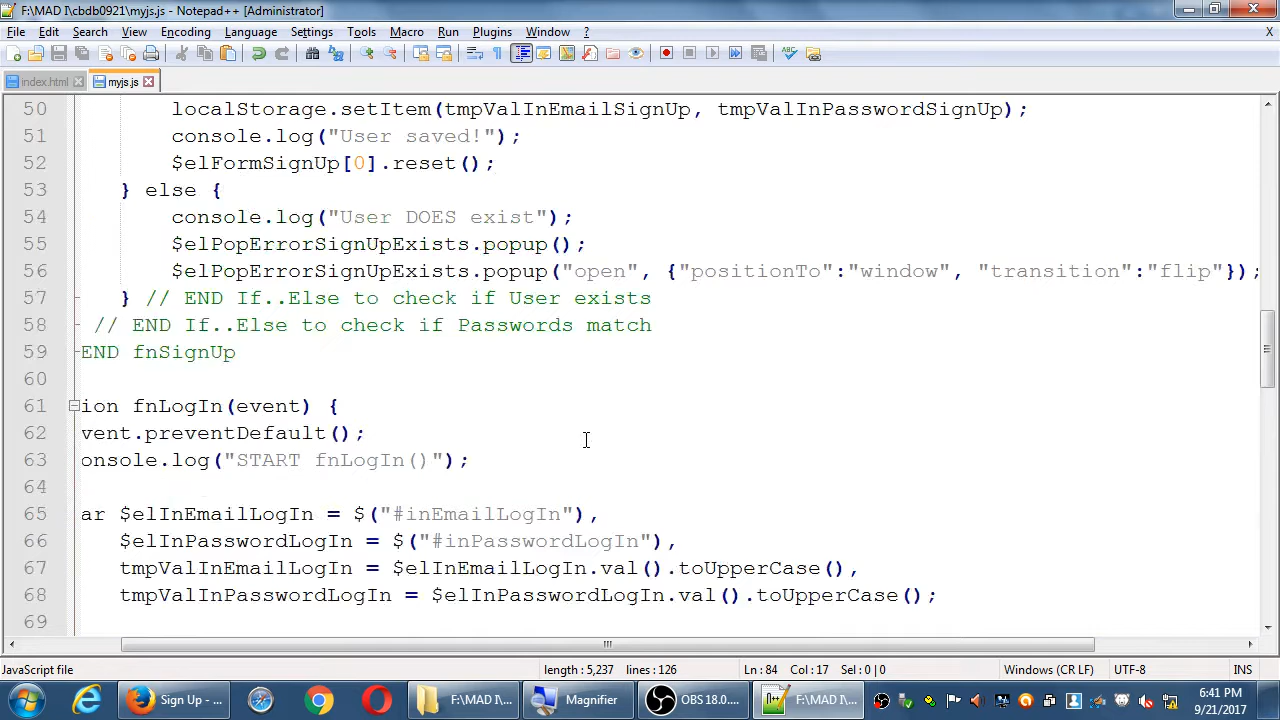 F:\MAD I\cbdb0921\myjs.js - Notepad++ [Administrator]
File Edit Search View Encoding Language Settings Tools Macro Run Plugins Window ? X
index.html myjs.js
50 localStorage.setItem(tmpValInEmailSignUp, tmpValInPasswordSignUp);
51 console.log("User saved!");
52 $elFormSignUp[0].reset();
53 } else {
54 console.log("User DOES exist");
55 $elPopErrorSignUpExists.popup();
56 $elPopErrorSignUpExists.popup("open", {"positionTo":"window", "transition":"flip"});
57 } // END If..Else to check if User exists
58 // END If..Else to check if Passwords match
59 END fnSignUp
60
61 ion fnLogIn(event) {
62 vent.preventDefault();
63 onsole.log("START fnLogIn()");
64
65 ar $elInEmailLogIn = $("#inEmailLogIn"),
66 $elInPasswordLogIn = $("#inPasswordLogIn"),
67 tmpValInEmailLogIn = $elInEmailLogIn.val().toUpperCase(),
68 tmpValInPasswordLogIn = $elInPasswordLogIn.val().toUpperCase();
69
JavaScript file length : 5,237 lines : 126 Ln : 84 Col : 17 Sel : 0 | 0 Windows (CR LF) UTF-8 INS
Sign Up - ... F:\MAD I\... Magnifier OBS 18.0.... F:\MAD I\... 6:41 PM
9/21/2017